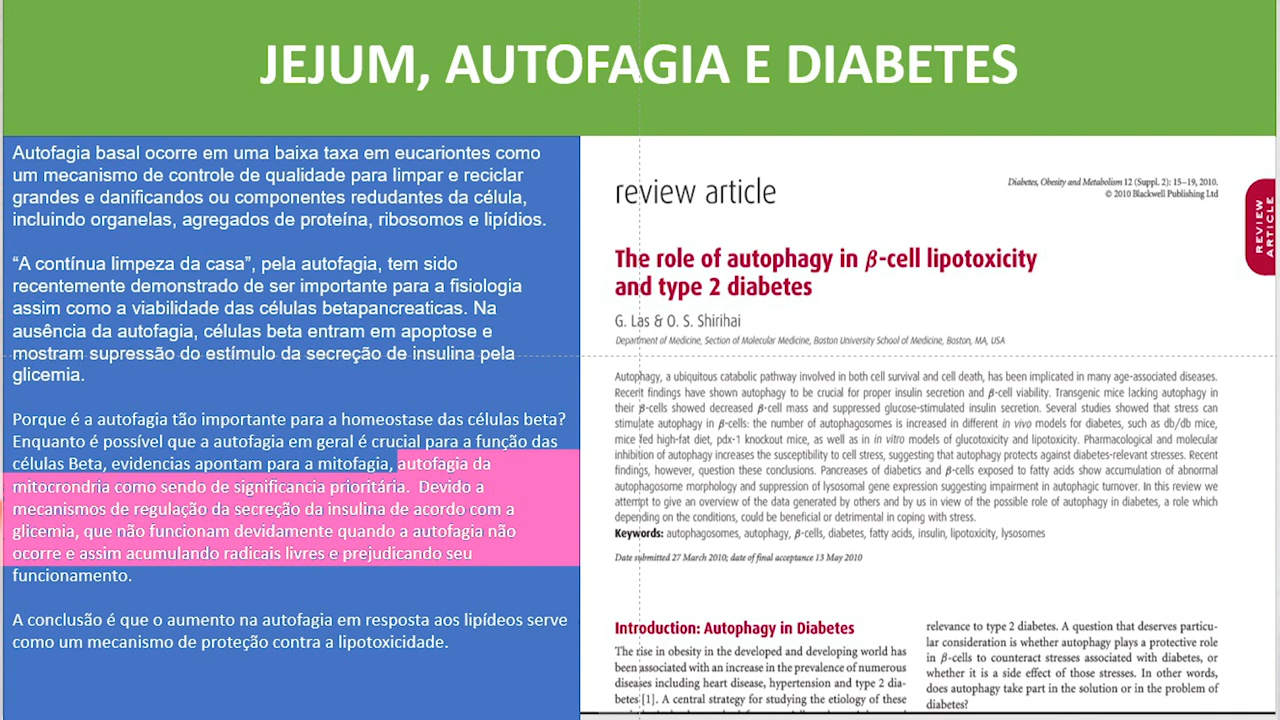 JEJUM, AUTOFAGIA E DIABETES
Autofagia basal ocorre em uma baixa taxa em eucariontes como
um mecanismo de controle de qualidade para limpar e reciclar
grandes e danificandos ou componentes redudantes da célula,
incluindo organelas, agregados de proteína, ribosomos e lipídios.
“A contínua limpeza da casa”, pela autofagia, tem sido
recentemente demonstrado de ser importante para a fisiologia
assim como a viabilidade das células betapancreaticas. Na
ausência da autofagia, células beta entram em apoptose e
mostram supressão do estímulo da secreção de insulina pela
glicemia.
Porque é a autofagia tão importante para a homeostase das células beta?
Enquanto é possível que a autofagia em geral é crucial para a função das
células Beta, evidencias apontam para a mitofagia, autofagia da
mitocrondria como sendo de significancia prioritária. Devido a
mecanismos de regulação da secreção da insulina de acordo com a
glicemia, que não funcionam devidamente quando a autofagia não
ocorre e assim acumulando radicais livres e prejudicando seu
funcionamento.
A conclusão é que o aumento na autofagia em resposta aos lipídeos serve
como um mecanismo de proteção contra a lipotoxicidade.
review article
Diabetes, Obesity and Metabolism 12 (Suppl. 2): 15–19, 2010.
© 2010 Blackwell Publishing Ltd
REVIEW
ARTICLE
The role of autophagy in β-cell lipotoxicity
and type 2 diabetes
G. Las & O. S. Shirihai
Department of Medicine, Section of Molecular Medicine, Boston University School of Medicine, Boston, MA, USA
Autophagy, a ubiquitous catabolic pathway involved in both cell survival and cell death, has been implicated in many age-associated diseases.
Recent findings have shown autophagy to be crucial for proper insulin secretion and β-cell viability. Transgenic mice lacking autophagy in
their β-cells showed decreased β-cell mass and suppressed glucose-stimulated insulin secretion. Several studies showed that stress can
stimulate autophagy in β-cells: the number of autophagosomes is increased in different in vivo models for diabetes, such as db/db mice,
mice fed high-fat diet, pdx-1 knockout mice, as well as in in vitro models of glucotoxicity and lipotoxicity. Pharmacological and molecular
inhibition of autophagy increases the susceptibility to cell stress, suggesting that autophagy protects against diabetes-relevant stresses. Recent
findings, however, question these conclusions. Pancreases of diabetics and β-cells exposed to fatty acids show accumulation of abnormal
autophagosome morphology and suppression of lysosomal gene expression suggesting impairment in autophagic turnover. In this review we
attempt to give an overview of the data generated by others and by us in view of the possible role of autophagy in diabetes, a role which
depending on the conditions, could be beneficial or detrimental in coping with stress.
Keywords: autophagosomes, autophagy, β-cells, diabetes, fatty acids, insulin, lipotoxicity, lysosomes
Date submitted 27 March 2010; date of final acceptance 13 May 2010
Introduction: Autophagy in Diabetes
The rise in obesity in the developed and developing world has
been associated with an increase in the prevalence of numerous
diseases including heart disease, hypertension and type 2 dia-
betes [1]. A central strategy for studying the etiology of these
relevance to type 2 diabetes. A question that deserves particu-
lar consideration is whether autophagy plays a protective role
in β-cells to counteract stresses associated with diabetes, or
whether it is a side effect of those stresses. In other words,
does autophagy take part in the solution or in the problem of
diabetes?